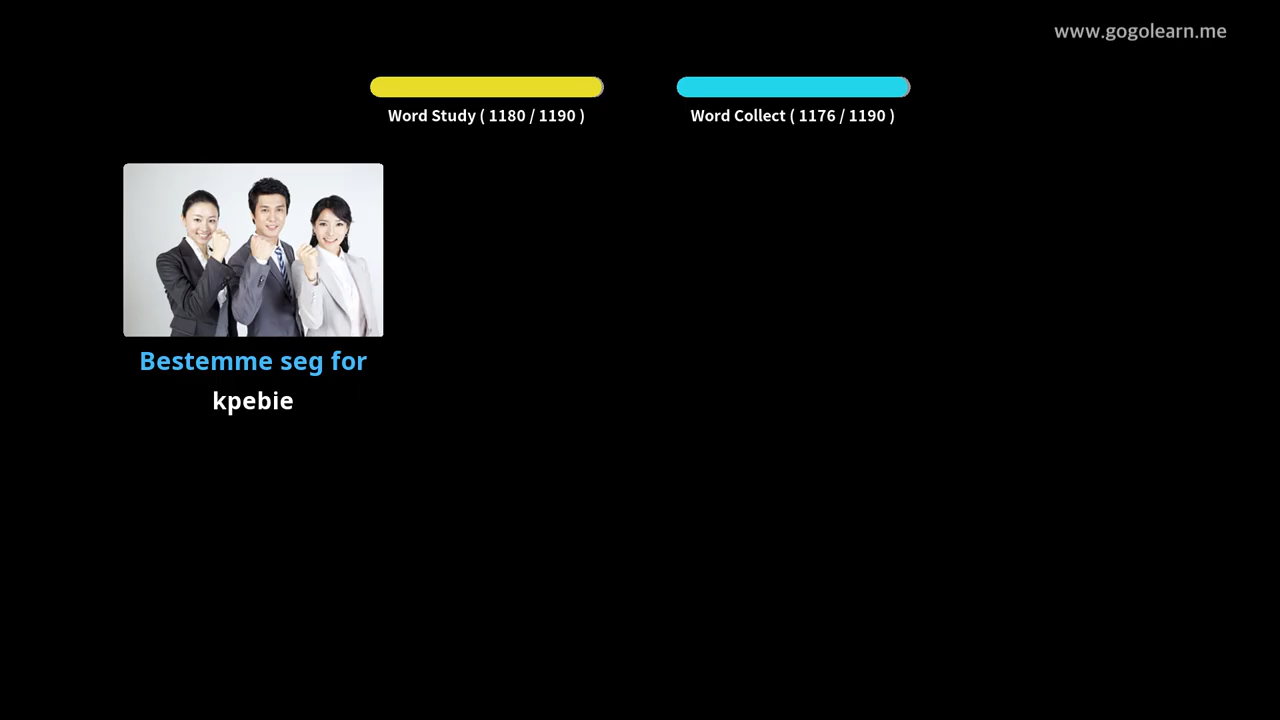 www.gogolearn.me
Word Study ( 1180 / 1190 )
Word Collect ( 1176 / 1190 )
Bestemme seg for
kpebie